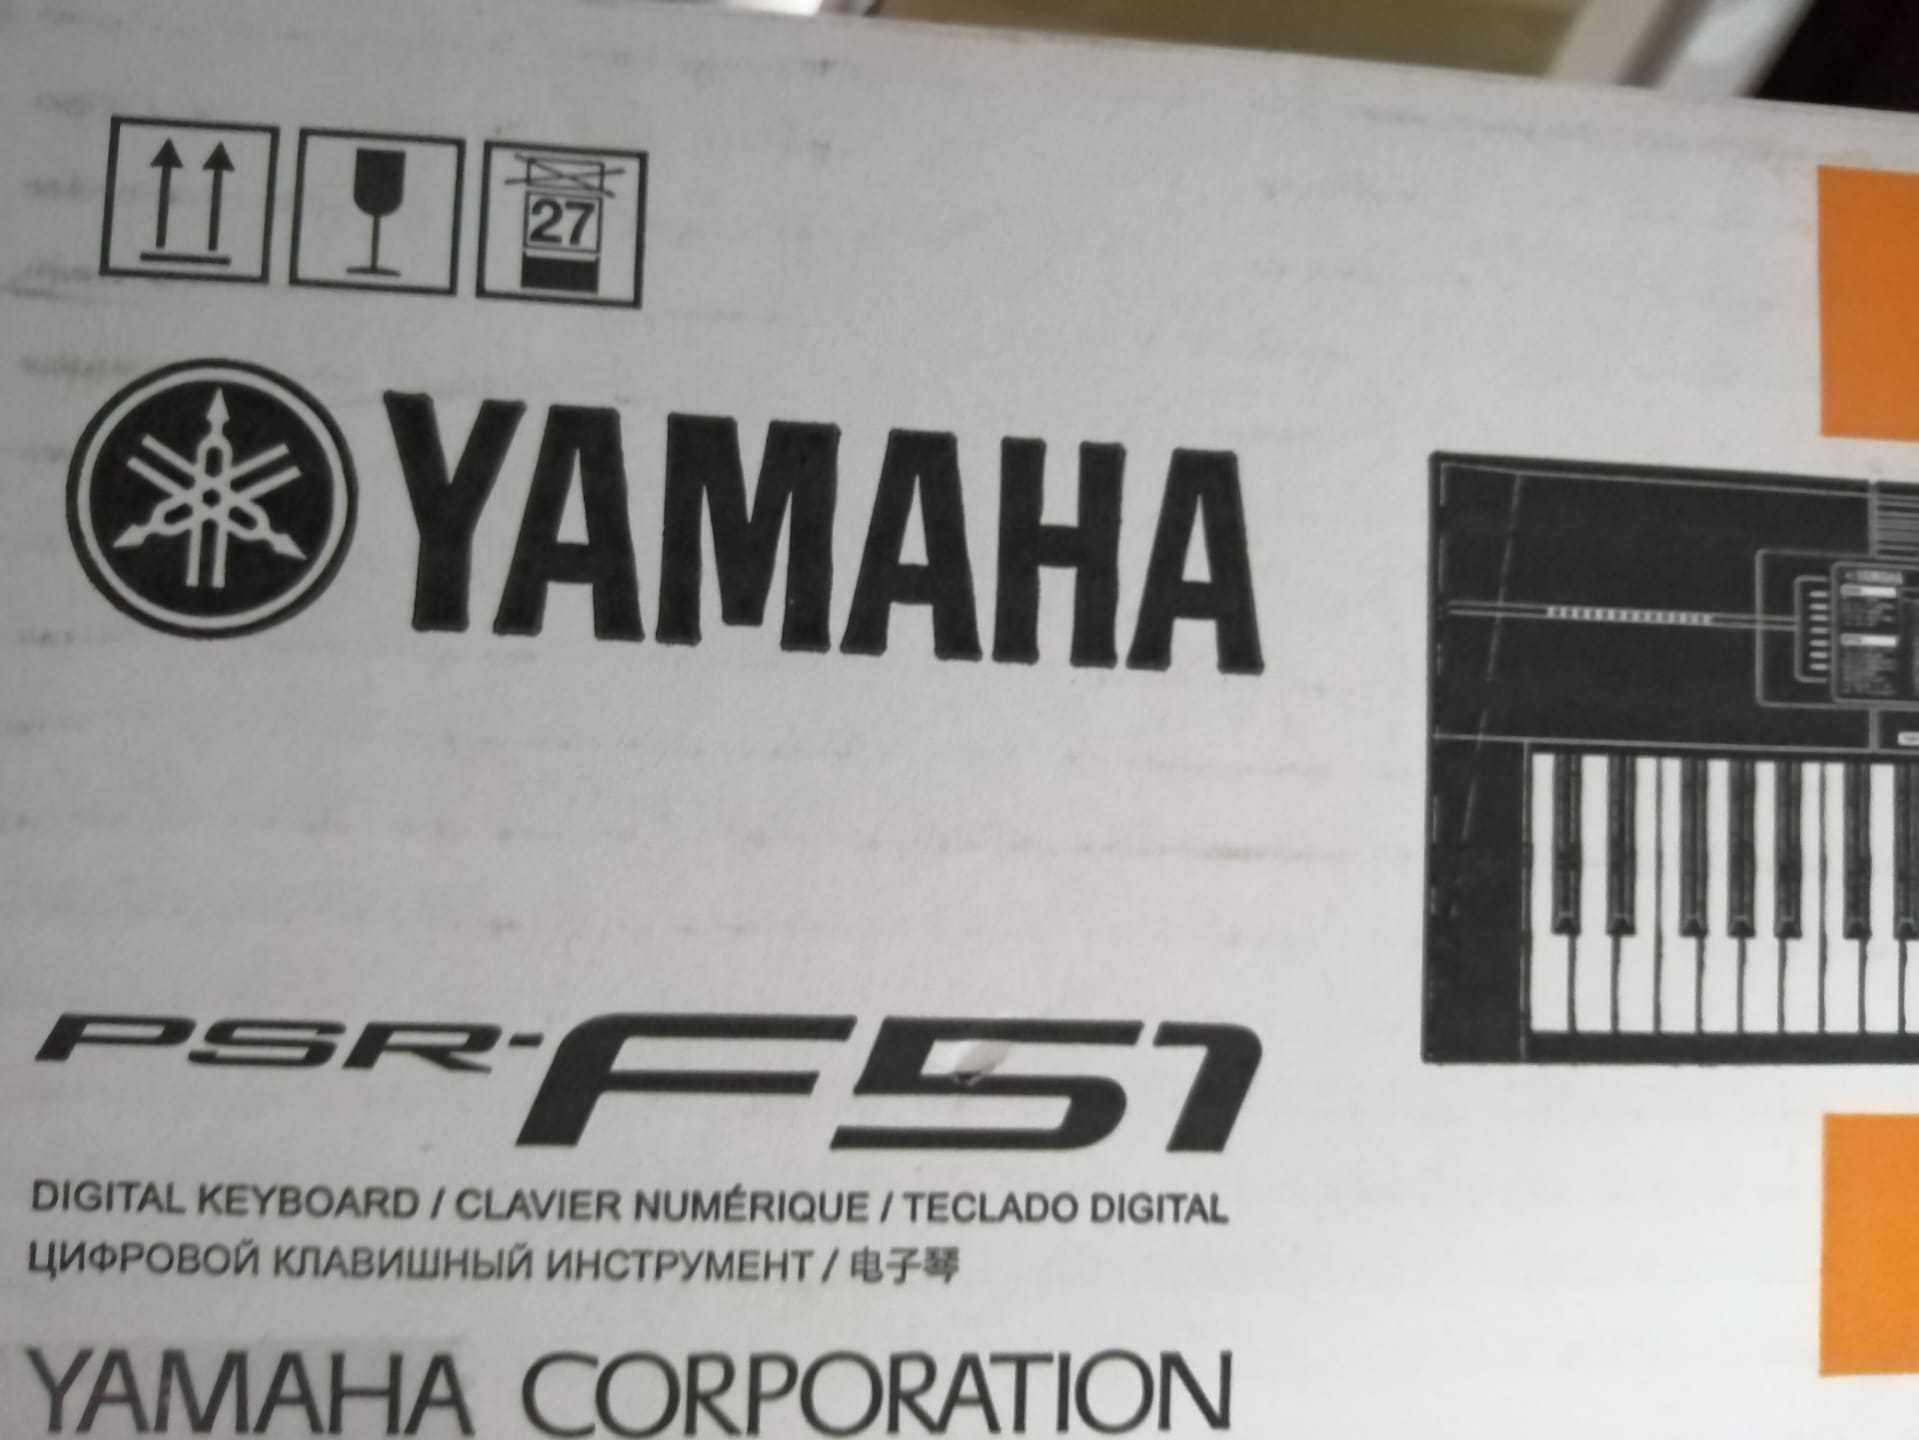 27
YAMAHA
PSR-F51
DIGITAL KEYBOARD / CLAVIER NUMÉRIQUE / TECLADO DIGITAL
ЦИФРОВОЙ КЛАВИШНЫЙ ИНСТРУМЕНТ / 电子琴
YAMAHA CORPORATION